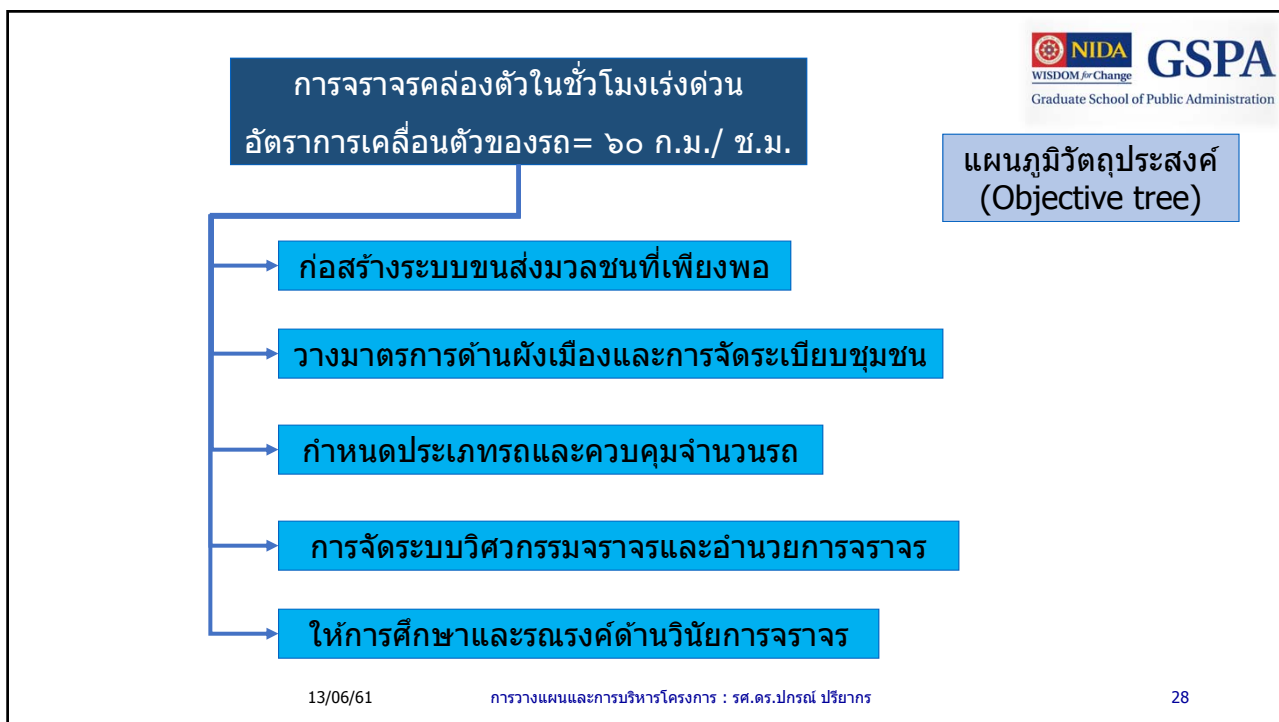 NIDA
WISDOM for Change
GSPA
Graduate School of Public Administration
การจราจรคล่องตัวในชั่วโมงเร่งด่วน
อัตราการเคลื่อนตัวของรถ= ๖๐ ก.ม./ ช.ม.
แผนภูมิวัตถุประสงค์
(Objective tree)
ก่อสร้างระบบขนส่งมวลชนที่เพียงพอ
วางมาตรการด้านผังเมืองและการจัดระเบียบชุมชน
กำหนดประเภทรถและควบคุมจำนวนรถ
การจัดระบบวิศวกรรมจราจรและอำนวยการจราจร
ให้การศึกษาและรณรงค์ด้านวินัยการจราจร
13/06/61 การวางแผนและการบริหารโครงการ : รศ.ดร.ปกรณ์ ปรียากร 28